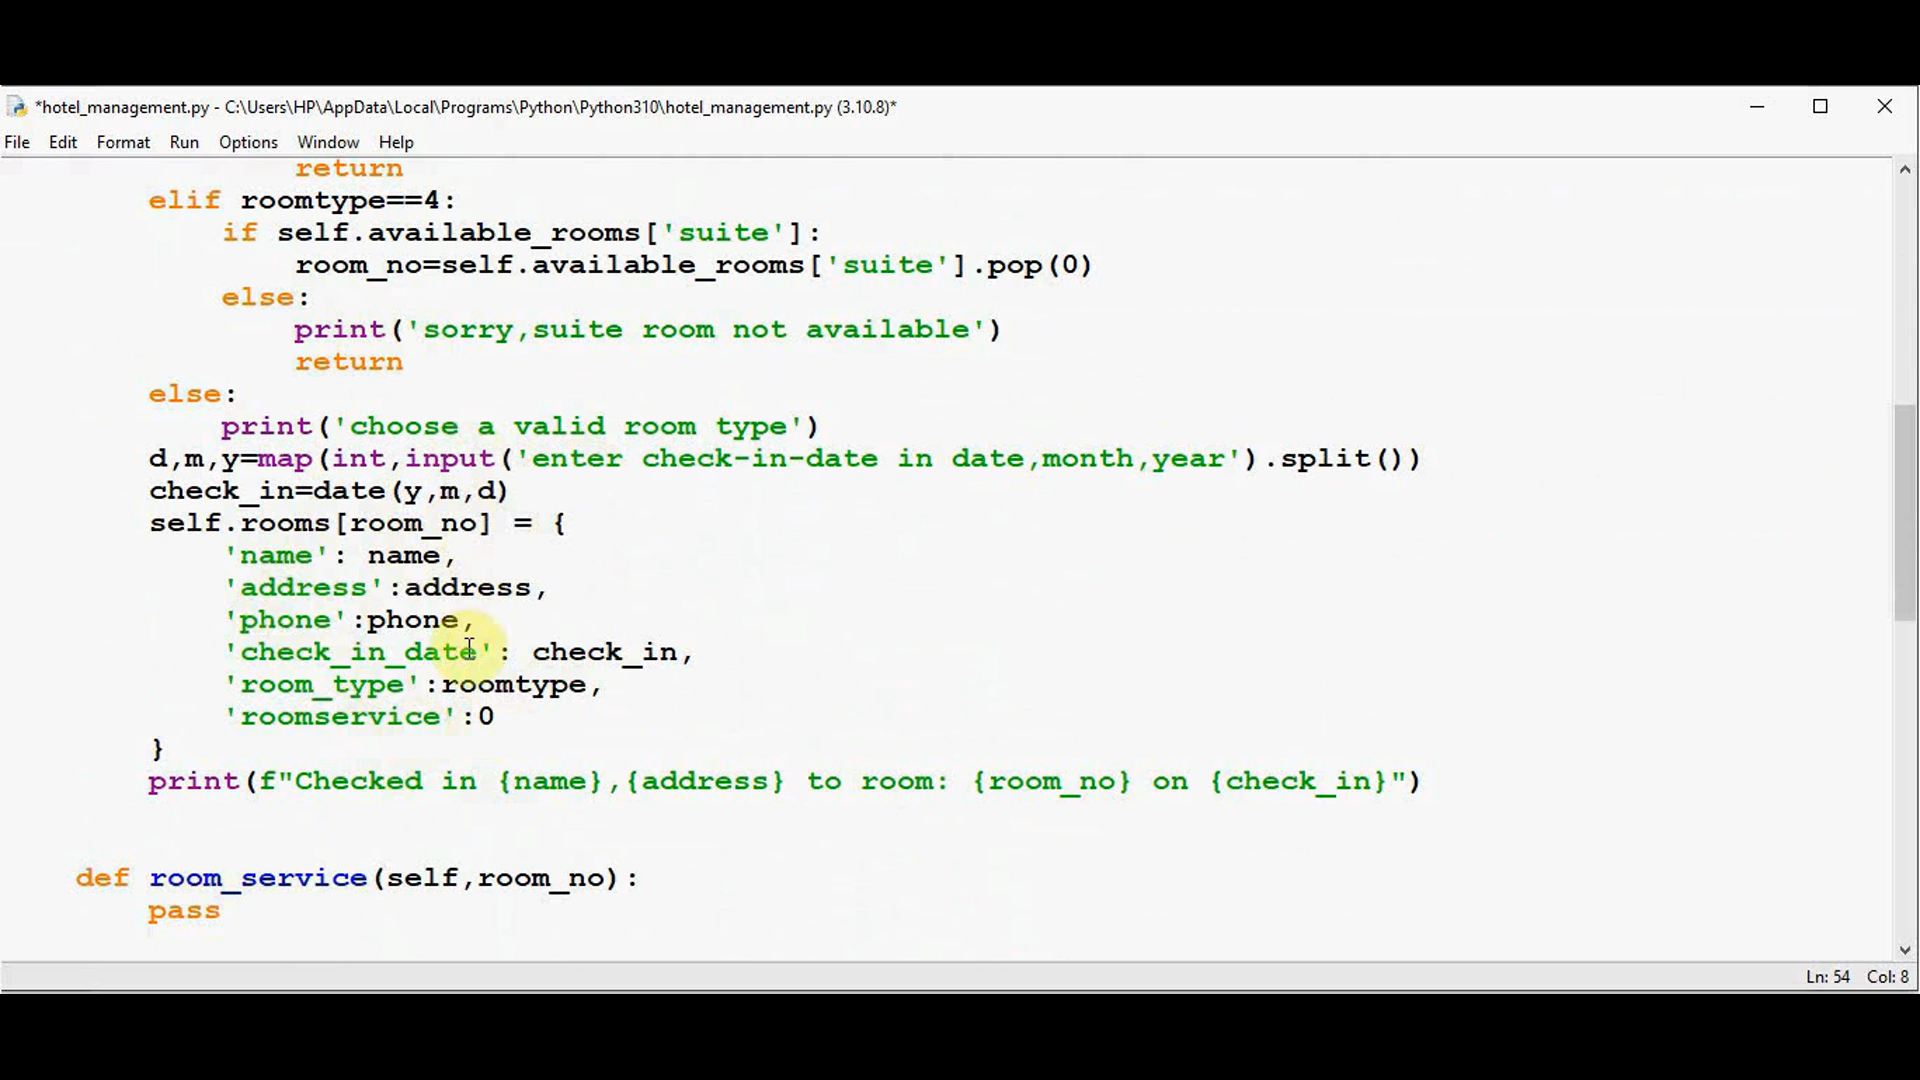 *hotel_management.py - C:\Users\HP\AppData\Local\Programs\Python\Python310\hotel_management.py (3.10.8)*
File Edit Format Run Options Window Help
return
elif roomtype==4:
if self.available_rooms['suite']:
room_no=self.available_rooms['suite'].pop(0)
else:
print('sorry,suite room not available')
return
else:
print('choose a valid room type')
d,m,y=map(int,input('enter check-in-date in date,month,year').split())
check_in=date(y,m,d)
self.rooms[room_no] = {
'name': name,
'address':address,
'phone':phone,
'check_in_date': check_in,
'room_type':roomtype,
'roomservice':0
}
print(f"Checked in {name},{address} to room: {room_no} on {check_in}")
def room_service(self,room_no):
pass
Ln: 54 Col: 8